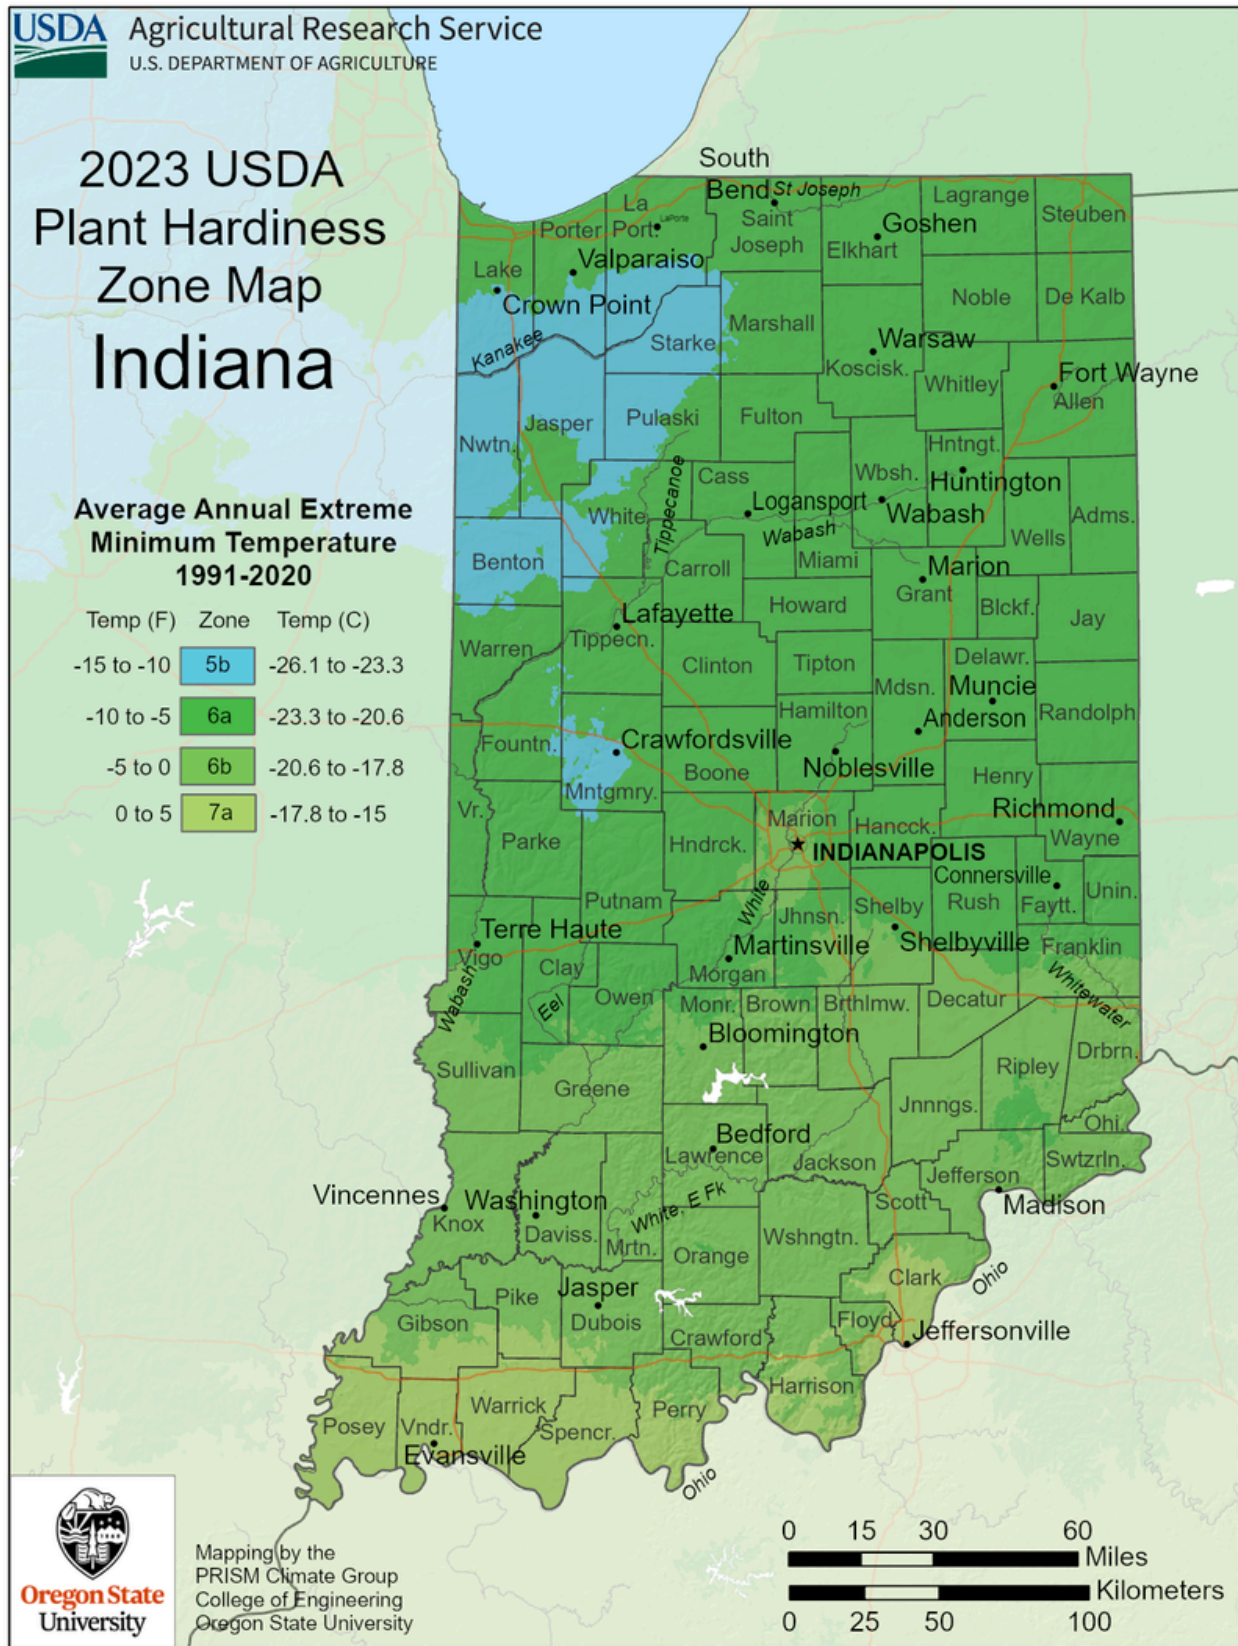 USDA Agricultural Research Service
U.S. DEPARTMENT OF AGRICULTURE
2023 USDA
Plant Hardiness
Zone Map
Indiana
Average Annual Extreme
Minimum Temperature
1991-2020
Temp (F) Zone Temp (C)
-15 to -10 5b -26.1 to -23.3
-10 to -5 6a -23.3 to -20.6
-5 to 0 6b -20.6 to -17.8
0 to 5 7a -17.8 to -15
South
Bend
St Joseph
Lagrange
Steuben
La
Port.
LaPorte
Porter
Saint
Joseph
Goshen
Elkhart
Lake
Valparaiso
Crown Point
Noble
De Kalb
Kanakee
Starke
Marshall
Warsaw
Koscisk.
Whitley
Fort Wayne
Allen
Nwtn.
Jasper
Pulaski
Fulton
Hntngt.
Huntington
Cass
Logansport
Wbsh.
Wabash
Wabash
White
Tippecanoe
Wells
Adms.
Benton
Carroll
Miami
Marion
Grant
Howard
Blckf.
Jay
Lafayette
Tippecn.
Warren
Clinton
Tipton
Delawr.
Mdsn.
Muncie
Anderson
Randolph
Hamilton
Fountn.
Crawfordsville
Boone
Noblesville
Henry
Mntgmry.
Vr.
Richmond
Wayne
Marion
Hancck.
Parke
Hndrck.
INDIANAPOLIS
Connersville
Putnam
White
Jhnsn.
Shelby
Rush
Faytt.
Unin.
Terre Haute
Vigo
Martinsville
Morgan
Shelbyville
Franklin
Clay
Whitewater
Wabash
Eel
Owen
Monr.
Brown
Brthlmw.
Decatur
Bloomington
Sullivan
Greene
Ripley
Drbrn.
Jnnngs.
Ohi.
Bedford
Lawrence
Jackson
Jefferson
Swtzrln.
Vincennes
Knox
Washington
Daviss.
Mrtn.
White, E Fk
Orange
Wshngtn.
Scott
Madison
Clark
Ohio
Pike
Jasper
Dubois
Gibson
Crawford
Floyd
Jeffersonville
Harrison
Posey
Vndr.
Warrick
Spencr.
Perry
Evansville
Ohio
Oregon State
University
Mapping by the
PRISM Climate Group
College of Engineering
Oregon State University
0 15 30 60
Miles
Kilometers
0 25 50 100